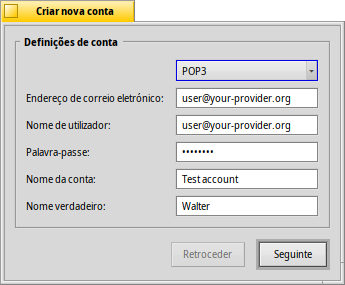 Criar nova conta
Definições de conta
POP3
Endereço de correio eletrónico: user@your-provider.org
Nome de utilizador: user@your-provider.org
Palavra-passe: ••••••••
Nome da conta: Test account
Nome verdadeiro: Walter
Retroceder Seguinte